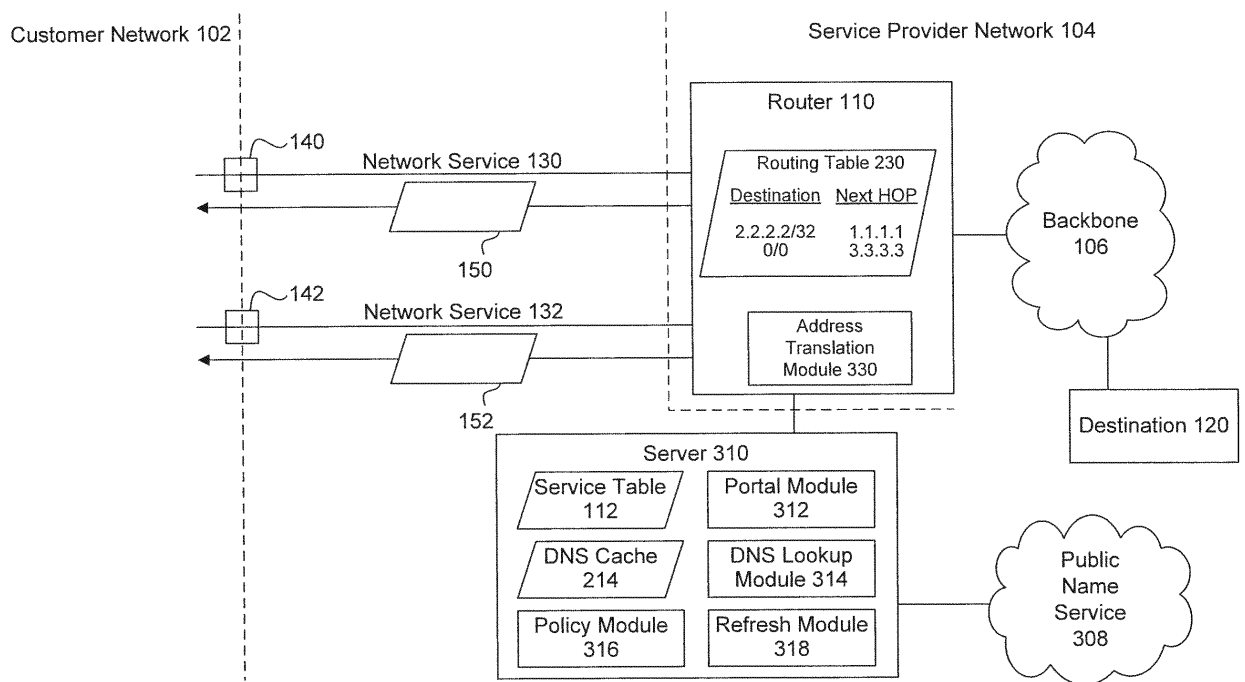 Customer Network 102
Service Provider Network 104
Router 110
140
Network Service 130
Routing Table 230
Destination Next HOP
2.2.2.2/32 1.1.1.1
0/0 3.3.3.3
150
Backbone
106
142
Network Service 132
Address
Translation
Module 330
152
Destination 120
Server 310
Service Table
112
Portal Module
312
DNS Cache
214
DNS Lookup
Module 314
Policy Module
316
Refresh Module
318
Public
Name
Service
308